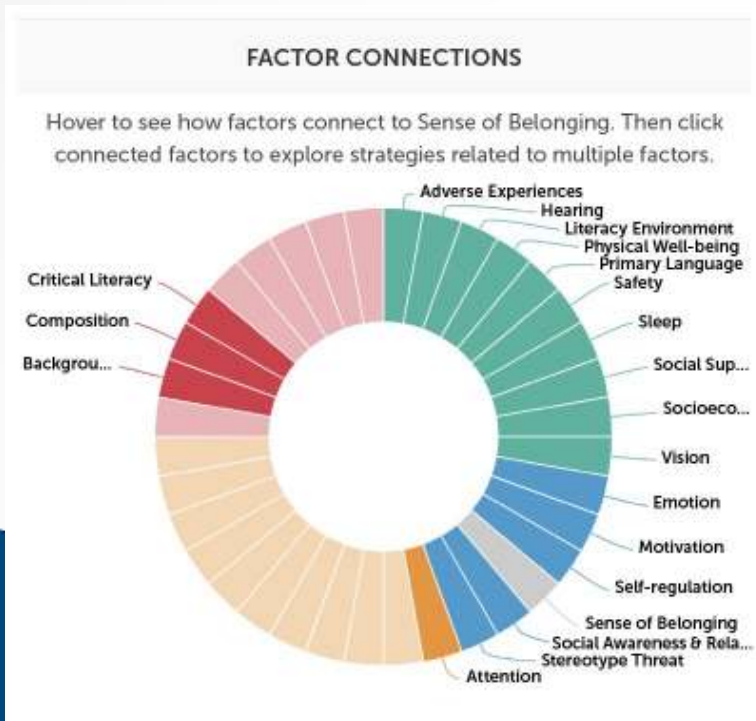 FACTOR CONNECTIONS
Hover to see how factors connect to Sense of Belonging. Then click
connected factors to explore strategies related to multiple factors.
Adverse Experiences
Hearing
Literacy Environment
Physical Well-being
Primary Language
Safety
Sleep
Social Sup...
Socioeco...
Vision
Emotion
Motivation
Self-regulation
Sense of Belonging
Social Awareness & Rela...
Stereotype Threat
Attention
Critical Literacy
Composition
Backgrou...